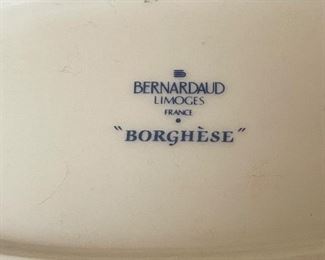 BERNARDAUD
LIMOGES
FRANCE
"BORGHÈSE"